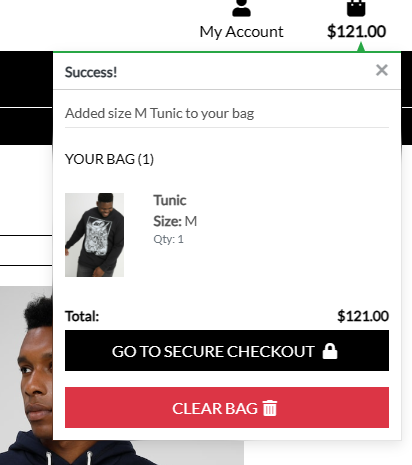 My Account
$121.00
Success!
×
Added size M Tunic to your bag
YOUR BAG (1)
Tunic
Size: M
Qty: 1
Total: $121.00
GO TO SECURE CHECKOUT
CLEAR BAG